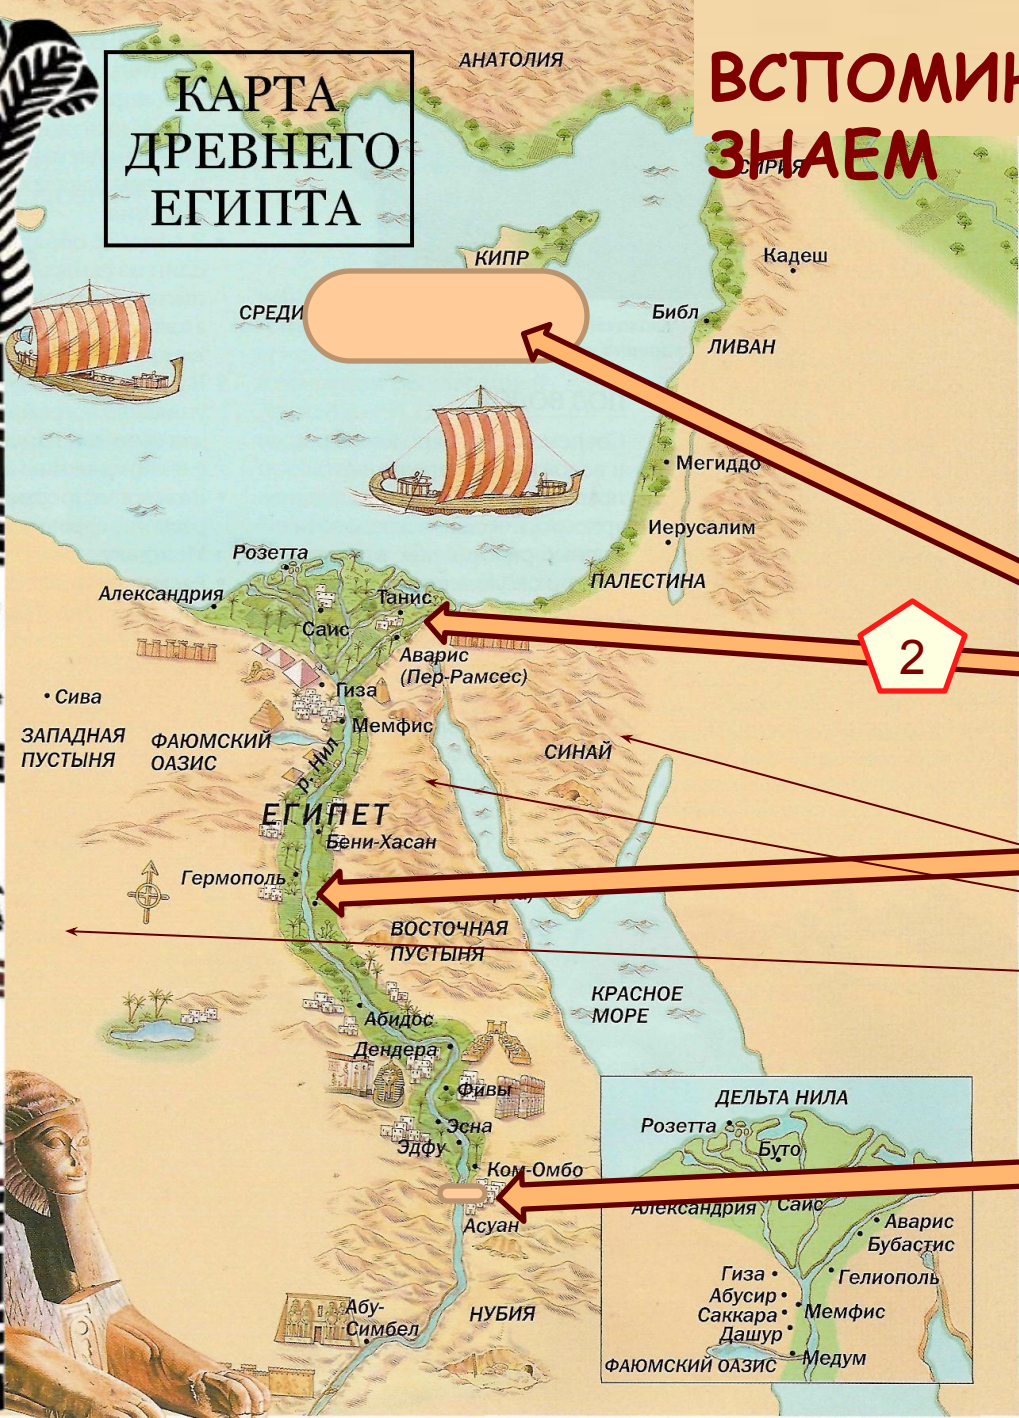 ВСПОМИН
ЗНАЕМ
КАРТА
ДРЕВНЕГО
ЕГИПТА
АНАТОЛИЯ
СИРИЯ
КИПР
Кадеш
СРЕДИ
Библ
ЛИВАН
Мегиддо
Иерусалим
ПАЛЕСТИНА
Розетта
Александрия
Танис
Саис
Аварис
(Пер-Рамсес)
2
Гиза
Сива
Мемфис
ЗАПАДНАЯ
ПУСТЫНЯ
ФАЮМСКИЙ
ОАЗИС
р. Нил
СИНАЙ
ЕГИПЕТ
Бени-Хасан
Гермополь
ВОСТОЧНАЯ
ПУСТЫНЯ
КРАСНОЕ
МОРЕ
Абидос
Дендера
Фивы
Эсна
Эдфу
Ком-Омбо
Асуан
Абу-
Симбел
НУБИЯ
ДЕЛЬТА НИЛА
Розетта
Буто
Александрия
Саис
Аварис
Бубастис
Гиза
Гелиополь
Абусир
Саккара
Мемфис
Дашур
Медум
ФАЮМСКИЙ ОАЗИС